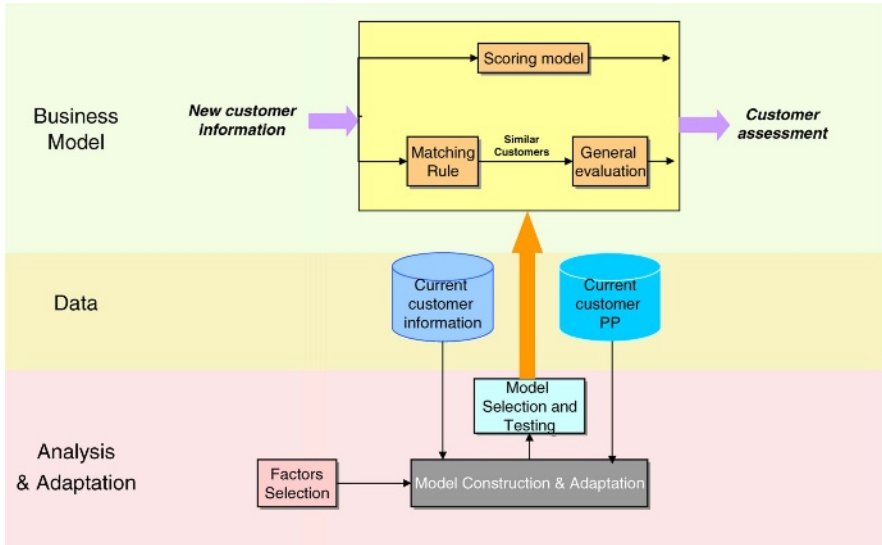 Scoring model
New customer
information
Business
Model
Customer
assessment
Similar
Customers
Matching
Rule
General
evaluation
Data
Current
customer
information
Current
customer
PP
Model
Selection and
Testing
Analysis
& Adaptation
Factors
Selection
Model Construction & Adaptation